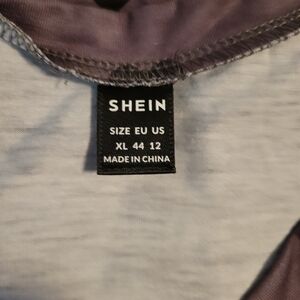 SHEIN
SIZE EU US
XL 44 12
MADE IN CHINA